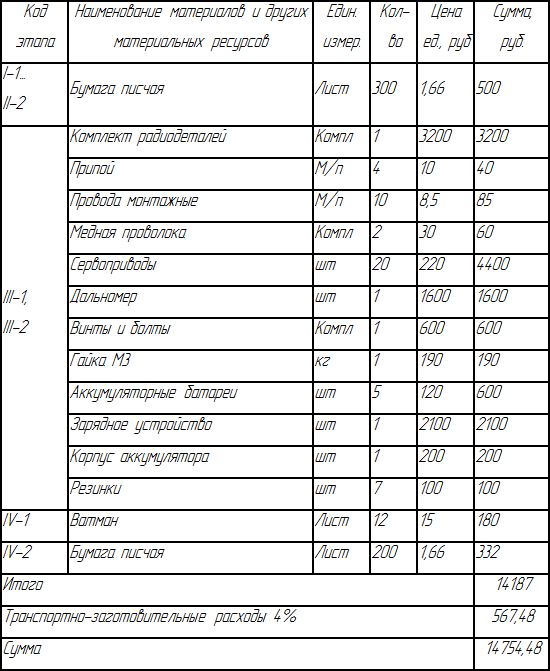 Код этапа | Наименование материалов и других материальных ресурсов | Един. измер. | Кол-во | Цена ед., руб | Сумма, руб.
I-1... II-2 | Бумага писчая | Лист | 300 | 1,66 | 500
III-1, III-2 | Комплект радиодеталей | Компл | 1 | 3200 | 3200
Припой | М/п | 4 | 10 | 40
Провода монтажные | М/п | 10 | 8,5 | 85
Медная проволока | Компл | 2 | 30 | 60
Сервоприводы | шт | 20 | 220 | 4400
Дальномер | шт | 1 | 1600 | 1600
Винты и болты | Компл | 1 | 600 | 600
Гайка М3 | кг | 1 | 190 | 190
Аккумуляторные батареи | шт | 5 | 120 | 600
Зарядное устройство | шт | 1 | 2100 | 2100
Корпус аккумулятора | шт | 1 | 200 | 200
Резинки | шт | 7 | 100 | 100
IV-1 | Ватман | Лист | 12 | 15 | 180
IV-2 | Бумага писчая | Лист | 200 | 1,66 | 332
Итого | 14187
Транспортно-заготовительные расходы 4% | 567,48
Сумма | 14754,48